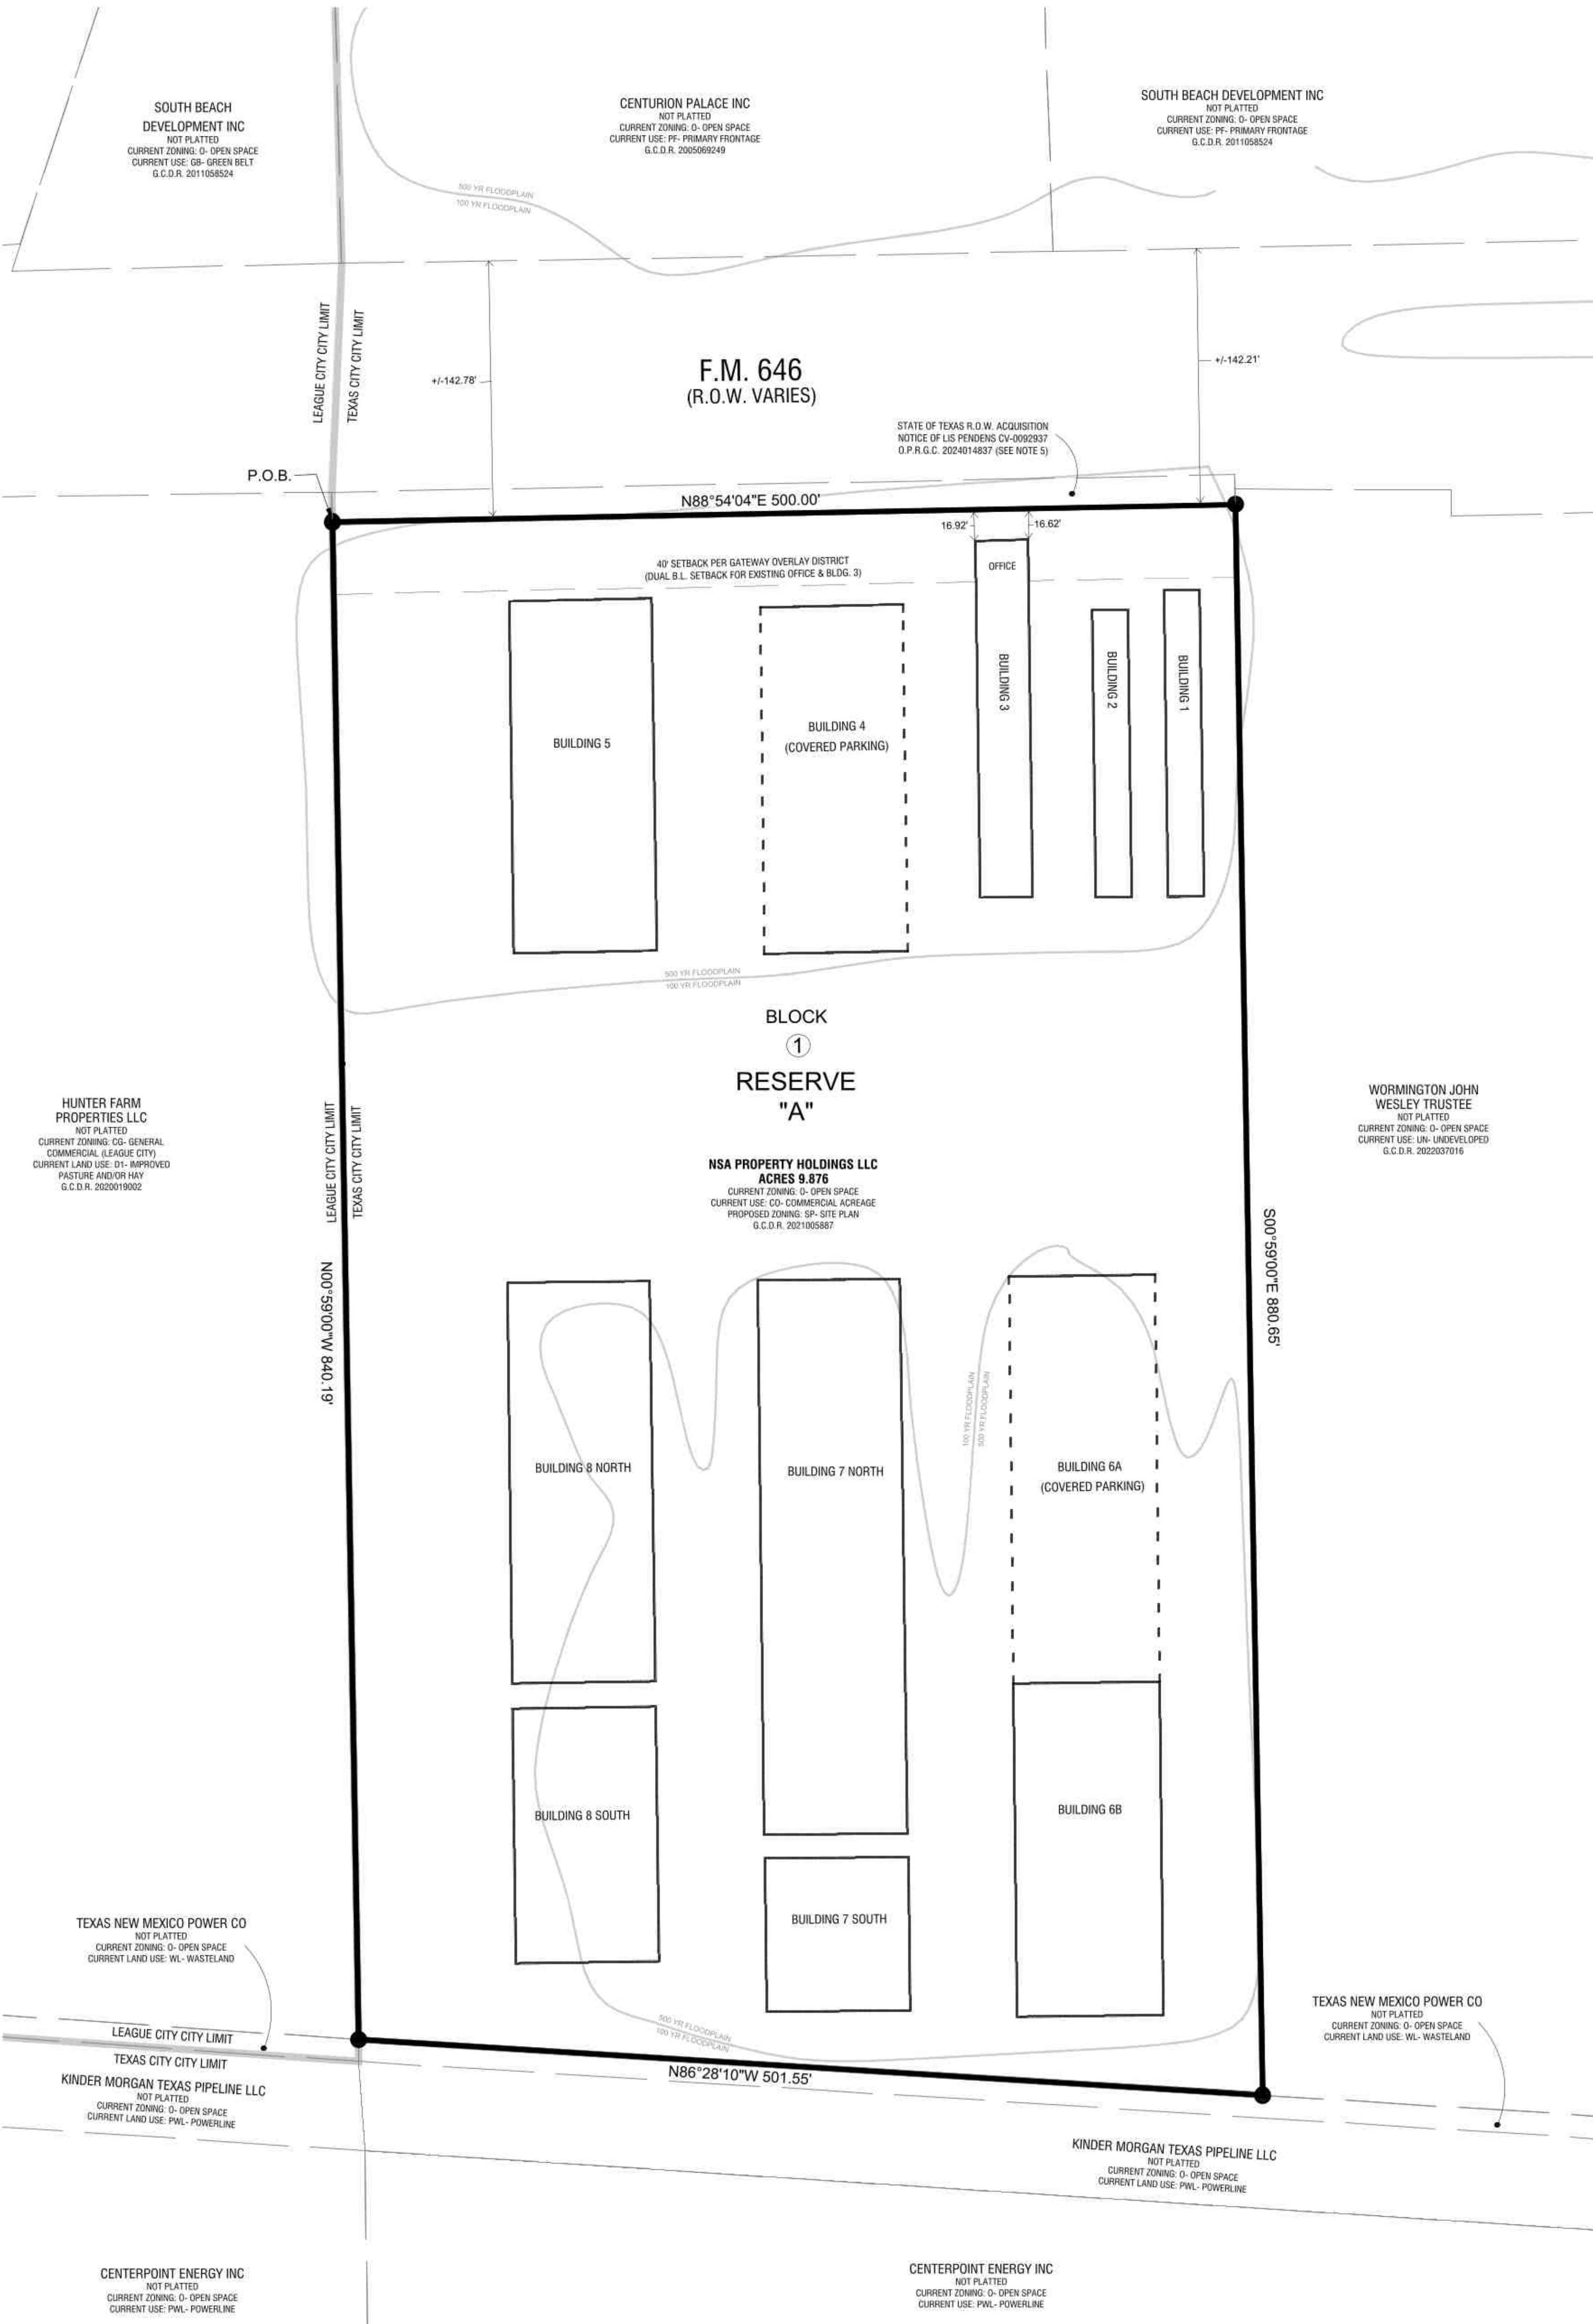 SOUTH BEACH
DEVELOPMENT INC
NOT PLATTED
CURRENT ZONING: O- OPEN SPACE
CURRENT USE: GB- GREEN BELT
G.C.D.R. 2011058524
CENTURION PALACE INC
NOT PLATTED
CURRENT ZONING: O- OPEN SPACE
CURRENT USE: PF- PRIMARY FRONTAGE
G.C.D.R. 2005069249
SOUTH BEACH DEVELOPMENT INC
NOT PLATTED
CURRENT ZONING: O- OPEN SPACE
CURRENT USE: PF- PRIMARY FRONTAGE
G.C.D.R. 2011058524
500 YR FLOODPLAIN
100 YR FLOODPLAIN
LEAGUE CITY CITY LIMIT
TEXAS CITY CITY LIMIT
+/-142.78'
F.M. 646
(R.O.W. VARIES)
+/-142.21'
STATE OF TEXAS R.O.W. ACQUISITION
NOTICE OF LIS PENDENS CV-0092937
O.P.R.G.C. 2024014837 (SEE NOTE 5)
P.O.B.
N88°54'04"E 500.00'
16.92'
16.62'
40' SETBACK PER GATEWAY OVERLAY DISTRICT
(DUAL B.L. SETBACK FOR EXISTING OFFICE & BLDG. 3)
OFFICE
BUILDING 5
BUILDING 4
(COVERED PARKING)
BUILDING 3
BUILDING 2
BUILDING 1
500 YR FLOODPLAIN
100 YR FLOODPLAIN
BLOCK
1
RESERVE
"A"
HUNTER FARM
PROPERTIES LLC
NOT PLATTED
CURRENT ZONIING: CG- GENERAL
COMMERCIAL (LEAGUE CITY)
CURRENT LAND USE: D1- IMPROVED
PASTURE AND/OR HAY
G.C.D.R. 2020019002
LEAGUE CITY CITY LIMIT
TEXAS CITY CITY LIMIT
NSA PROPERTY HOLDINGS LLC
ACRES 9.876
CURRENT ZONING: O- OPEN SPACE
CURRENT USE: CO- COMMERCIAL ACREAGE
PROPOSED ZONING: SP- SITE PLAN
G.C.D.R. 2021005887
WORMINGTON JOHN
WESLEY TRUSTEE
NOT PLATTED
CURRENT ZONING: O- OPEN SPACE
CURRENT USE: UN- UNDEVELOPED
G.C.D.R. 2022037016
N00°59'00"W 840.19'
S00°59'00"E 880.65'
100 YR FLOODPLAIN
500 YR FLOODPLAIN
BUILDING 8 NORTH
BUILDING 7 NORTH
BUILDING 6A
(COVERED PARKING)
BUILDING 8 SOUTH
BUILDING 6B
BUILDING 7 SOUTH
TEXAS NEW MEXICO POWER CO
NOT PLATTED
CURRENT ZONING: O- OPEN SPACE
CURRENT LAND USE: WL- WASTELAND
TEXAS NEW MEXICO POWER CO
NOT PLATTED
CURRENT ZONING: O- OPEN SPACE
CURRENT LAND USE: WL- WASTELAND
LEAGUE CITY CITY LIMIT
TEXAS CITY CITY LIMIT
500 YR FLOODPLAIN
100 YR FLOODPLAIN
N86°28'10"W 501.55'
KINDER MORGAN TEXAS PIPELINE LLC
NOT PLATTED
CURRENT ZONING: O- OPEN SPACE
CURRENT LAND USE: PWL- POWERLINE
KINDER MORGAN TEXAS PIPELINE LLC
NOT PLATTED
CURRENT ZONING: O- OPEN SPACE
CURRENT LAND USE: PWL- POWERLINE
CENTERPOINT ENERGY INC
NOT PLATTED
CURRENT ZONING: O- OPEN SPACE
CURRENT USE: PWL- POWERLINE
CENTERPOINT ENERGY INC
NOT PLATTED
CURRENT ZONING: O- OPEN SPACE
CURRENT USE: PWL- POWERLINE